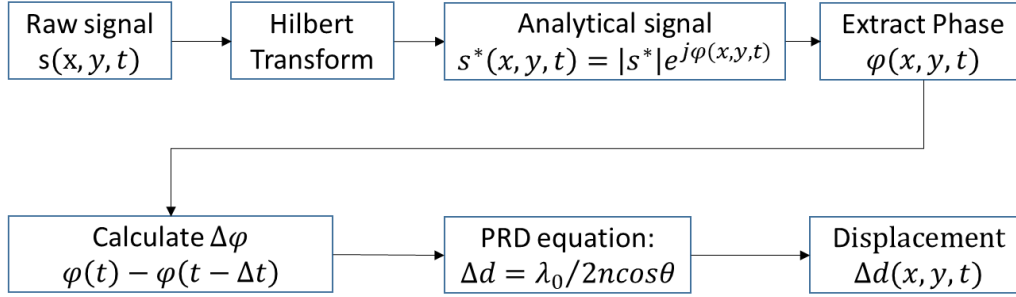 Raw signal
s(x, y, t)
Hilbert
Transform
Analytical signal
s*(x, y, t) = |s*|e^{jφ(x,y,t)}
Extract Phase
φ(x, y, t)
Calculate Δφ
φ(t) − φ(t − Δt)
PRD equation:
Δd = λ₀/2ncosθ
Displacement
Δd(x, y, t)